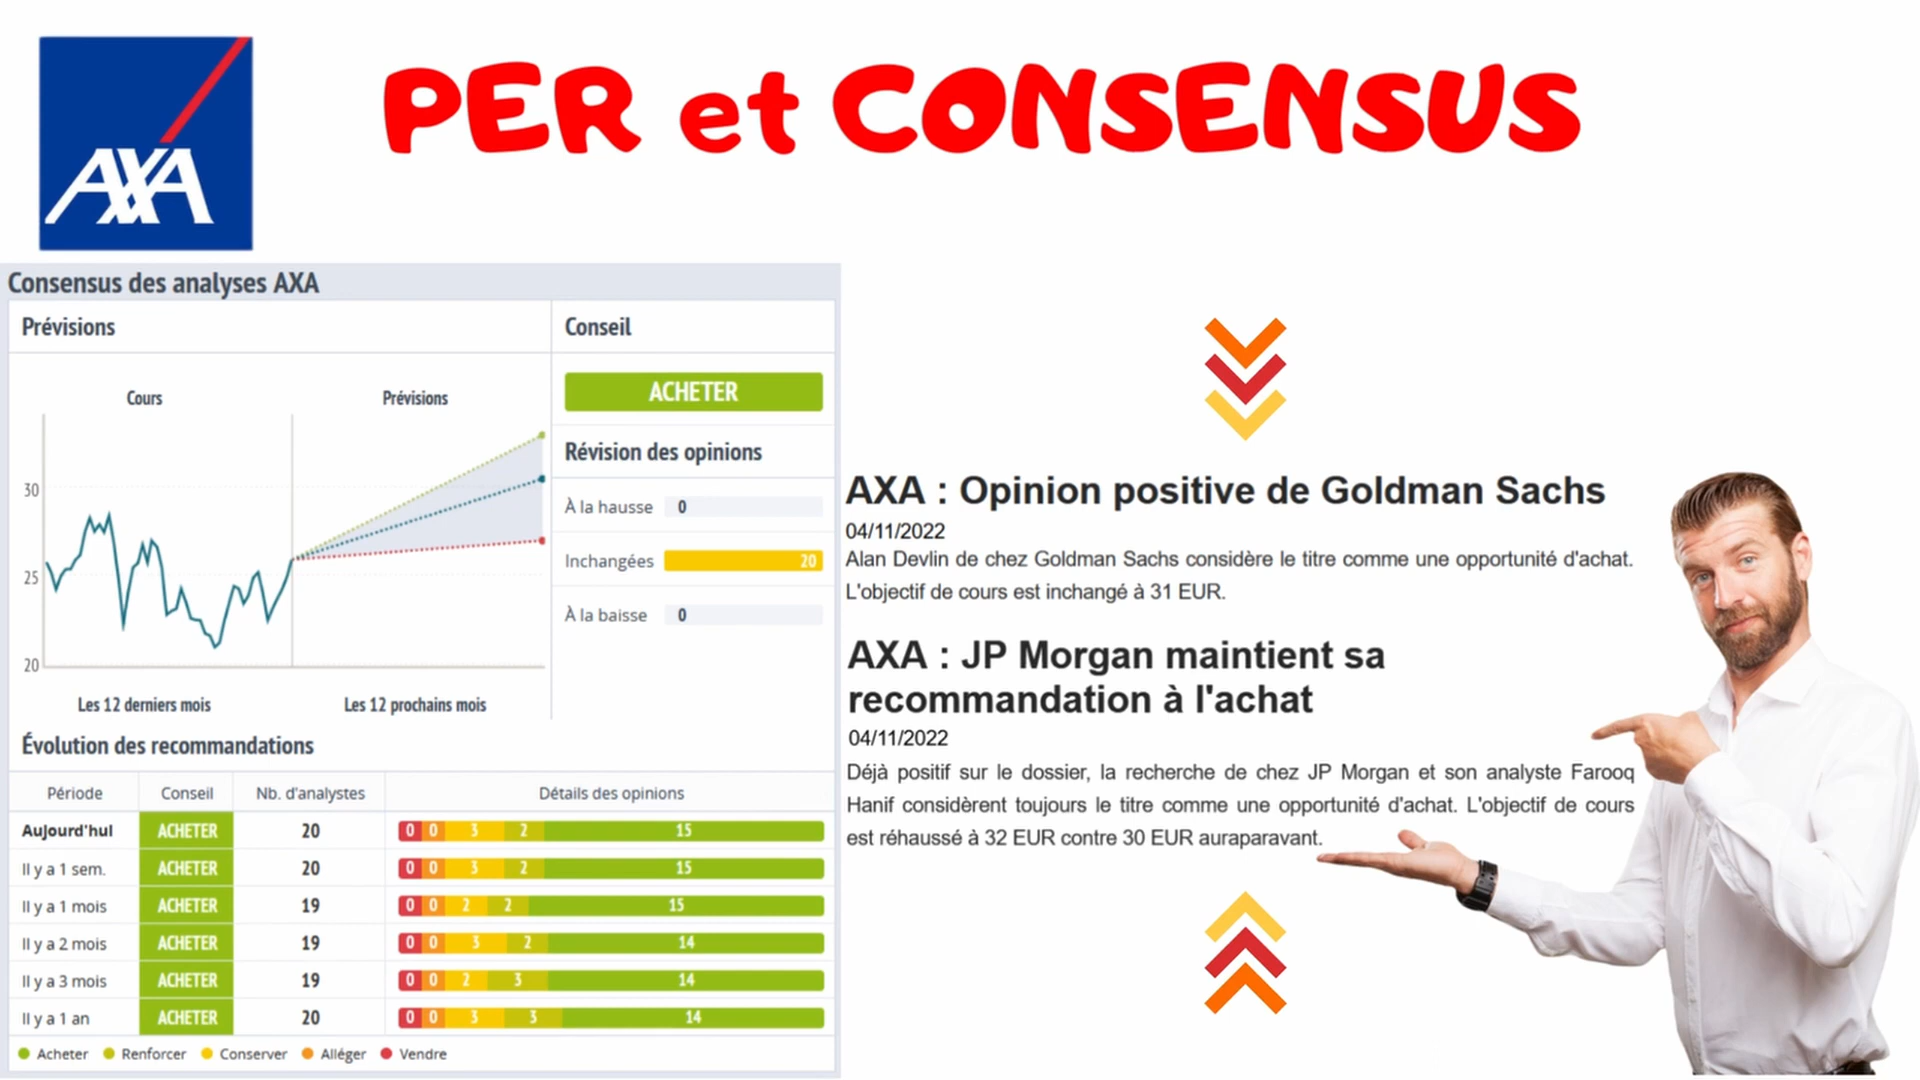 AXA
PER et CONSENSUS
Consensus des analyses AXA
Prévisions
Conseil
Cours
Prévisions
ACHETER
Révision des opinions
30
25
20
À la hausse 0
Inchangées 20
À la baisse 0
Les 12 derniers mois
Les 12 prochains mois
Évolution des recommandations
Période Conseil Nb. d'analystes Détails des opinions
Aujourd'hui ACHETER 20 0 0 3 2 15
Il y a 1 sem. ACHETER 20 0 0 3 2 15
Il y a 1 mois ACHETER 19 0 0 2 2 15
Il y a 2 mois ACHETER 19 0 0 3 2 14
Il y a 3 mois ACHETER 19 0 0 2 3 14
Il y a 1 an ACHETER 20 0 0 3 3 14
Acheter Renforcer Conserver Alléger Vendre
AXA : Opinion positive de Goldman Sachs
04/11/2022
Alan Devlin de chez Goldman Sachs considère le titre comme une opportunité d'achat.
L'objectif de cours est inchangé à 31 EUR.
AXA : JP Morgan maintient sa
recommandation à l'achat
04/11/2022
Déjà positif sur le dossier, la recherche de chez JP Morgan et son analyste Farooq
Hanif considèrent toujours le titre comme une opportunité d'achat. L'objectif de cours
est réhaussé à 32 EUR contre 30 EUR auraparavant.